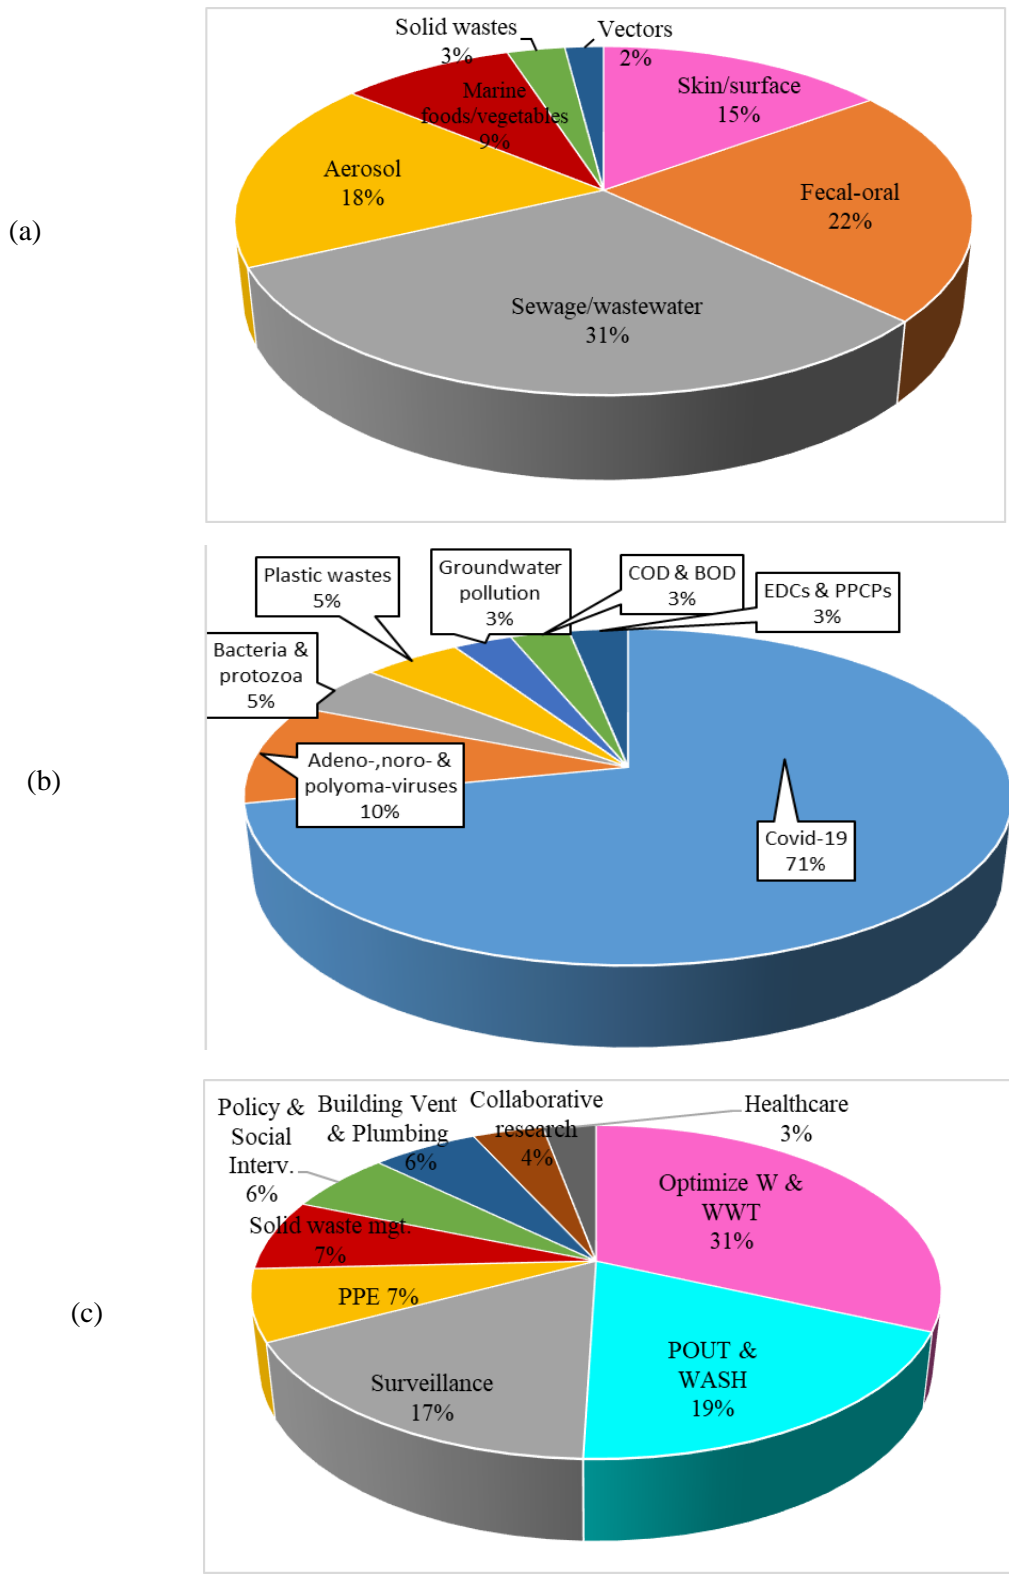 (a)
Solid wastes
3%
Vectors
2%
Skin/surface
15%
Marine
foods/vegetables
9%
Aerosol
18%
Fecal-oral
22%
Sewage/wastewater
31%
(b)
Plastic wastes
5%
Groundwater
pollution
3%
COD & BOD
3%
EDCs & PPCPs
3%
Bacteria &
protozoa
5%
Adeno-,noro- &
polyoma-viruses
10%
Covid-19
71%
(c)
Policy &
Social
Interv.
6%
Building Vent
& Plumbing
6%
Collaborative
research
4%
Healthcare
3%
Optimize W &
WWT
31%
Solid waste mgt.
7%
PPE 7%
POUT &
WASH
19%
Surveillance
17%